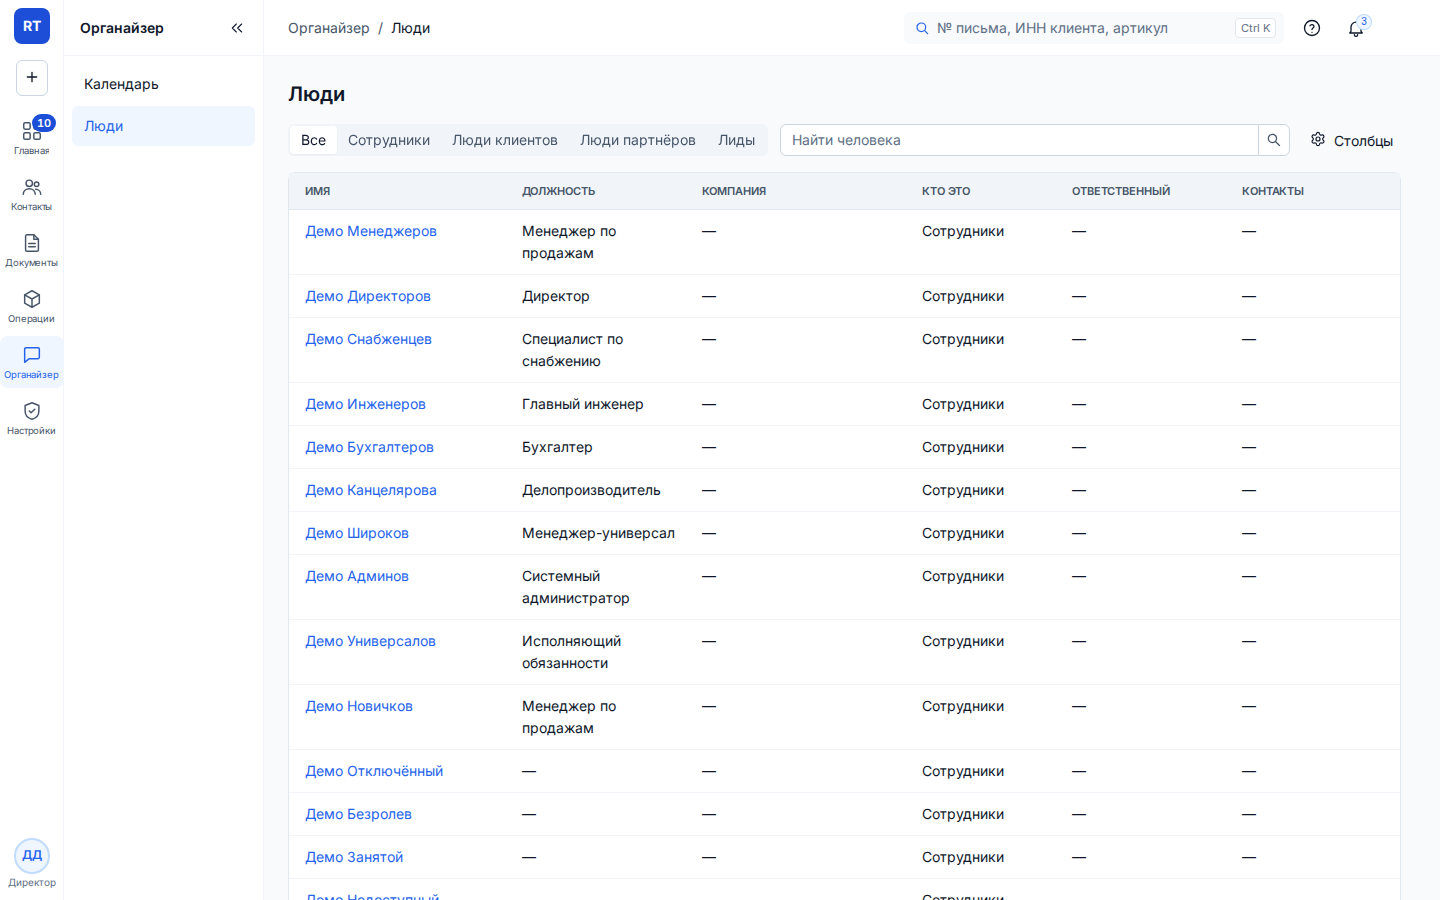 RT
Органайзер
Органайзер / Люди
№ письма, ИНН клиента, артикул
Ctrl K
3
Календарь
Люди
10
Главная
Контакты
Документы
Операции
Органайзер
Настройки
ДД
Директор
Люди
Все Сотрудники Люди клиентов Люди партнёров Лиды
Найти человека
Столбцы
ИМЯ ДОЛЖНОСТЬ КОМПАНИЯ КТО ЭТО ОТВЕТСТВЕННЫЙ КОНТАКТЫ
Демо Менеджеров Менеджер по — Сотрудники — —
продажам
Демо Директоров Директор — Сотрудники — —
Демо Снабженцев Специалист по — Сотрудники — —
снабжению
Демо Инженеров Главный инженер — Сотрудники — —
Демо Бухгалтеров Бухгалтер — Сотрудники — —
Демо Канцелярова Делопроизводитель — Сотрудники — —
Демо Широков Менеджер-универсал — Сотрудники — —
Демо Админов Системный — Сотрудники — —
администратор
Демо Универсалов Исполняющий — Сотрудники — —
обязанности
Демо Новичков Менеджер по — Сотрудники — —
продажам
Демо Отключённый — — Сотрудники — —
Демо Безролев — — Сотрудники — —
Демо Занятой — — Сотрудники — —
Демо Недоступный Сотрудники